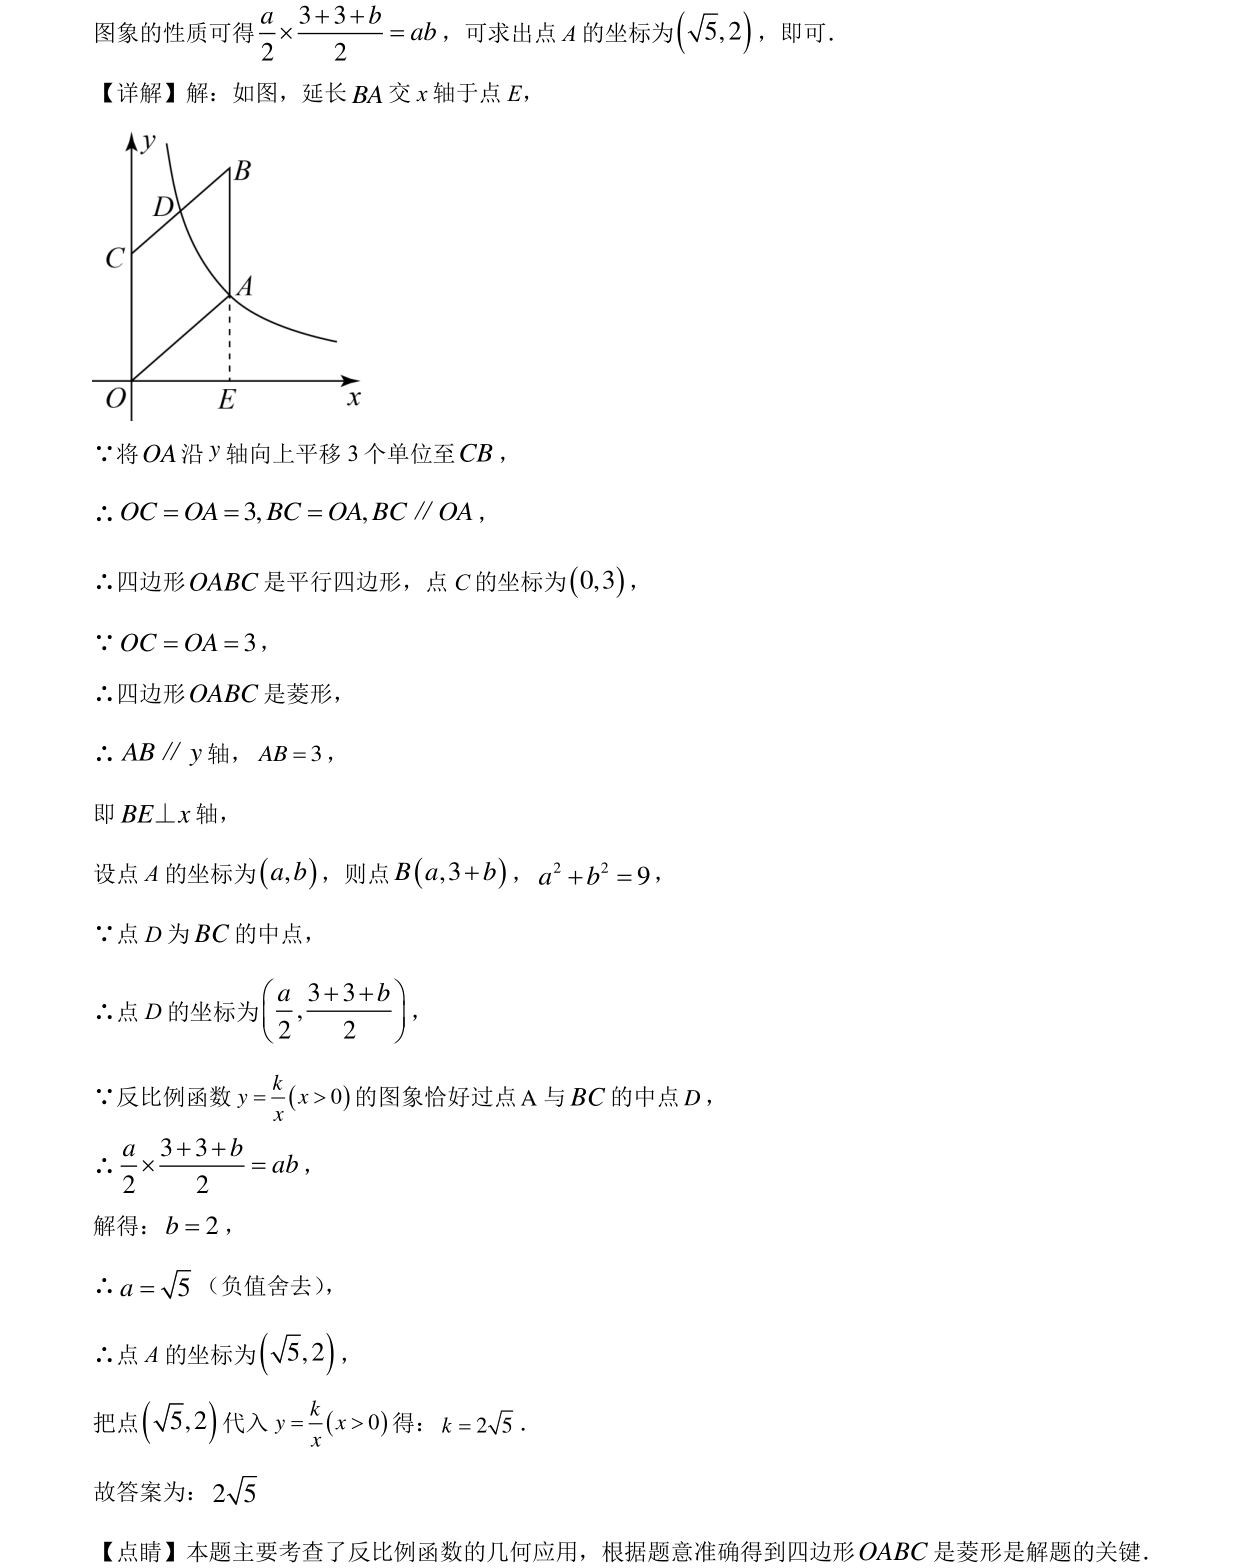 图象的性质可得 a/2 × (3+3+b)/2 = ab，可求出点 A 的坐标为(√5,2)，即可．
【详解】解：如图，延长 BA 交 x 轴于点 E，
y
B
D
C
A
O
E
x
∵将 OA 沿 y 轴向上平移 3 个单位至 CB，
∴ OC = OA = 3, BC = OA, BC // OA，
∴四边形 OABC 是平行四边形，点 C 的坐标为(0,3)，
∵ OC = OA = 3，
∴四边形 OABC 是菱形，
∴ AB // y 轴， AB = 3，
即 BE⊥x 轴，
设点 A 的坐标为(a,b)，则点 B(a,3+b)， a² + b² = 9，
∵点 D 为 BC 的中点，
∴点 D 的坐标为(a/2, (3+3+b)/2)，
∵反比例函数 y = k/x (x > 0) 的图象恰好过点 A 与 BC 的中点 D，
∴ a/2 × (3+3+b)/2 = ab，
解得： b = 2，
∴ a = √5 （负值舍去），
∴点 A 的坐标为(√5,2)，
把点(√5,2)代入 y = k/x (x > 0) 得： k = 2√5．
故答案为： 2√5
【点睛】本题主要考查了反比例函数的几何应用，根据题意准确得到四边形 OABC 是菱形是解题的关键．